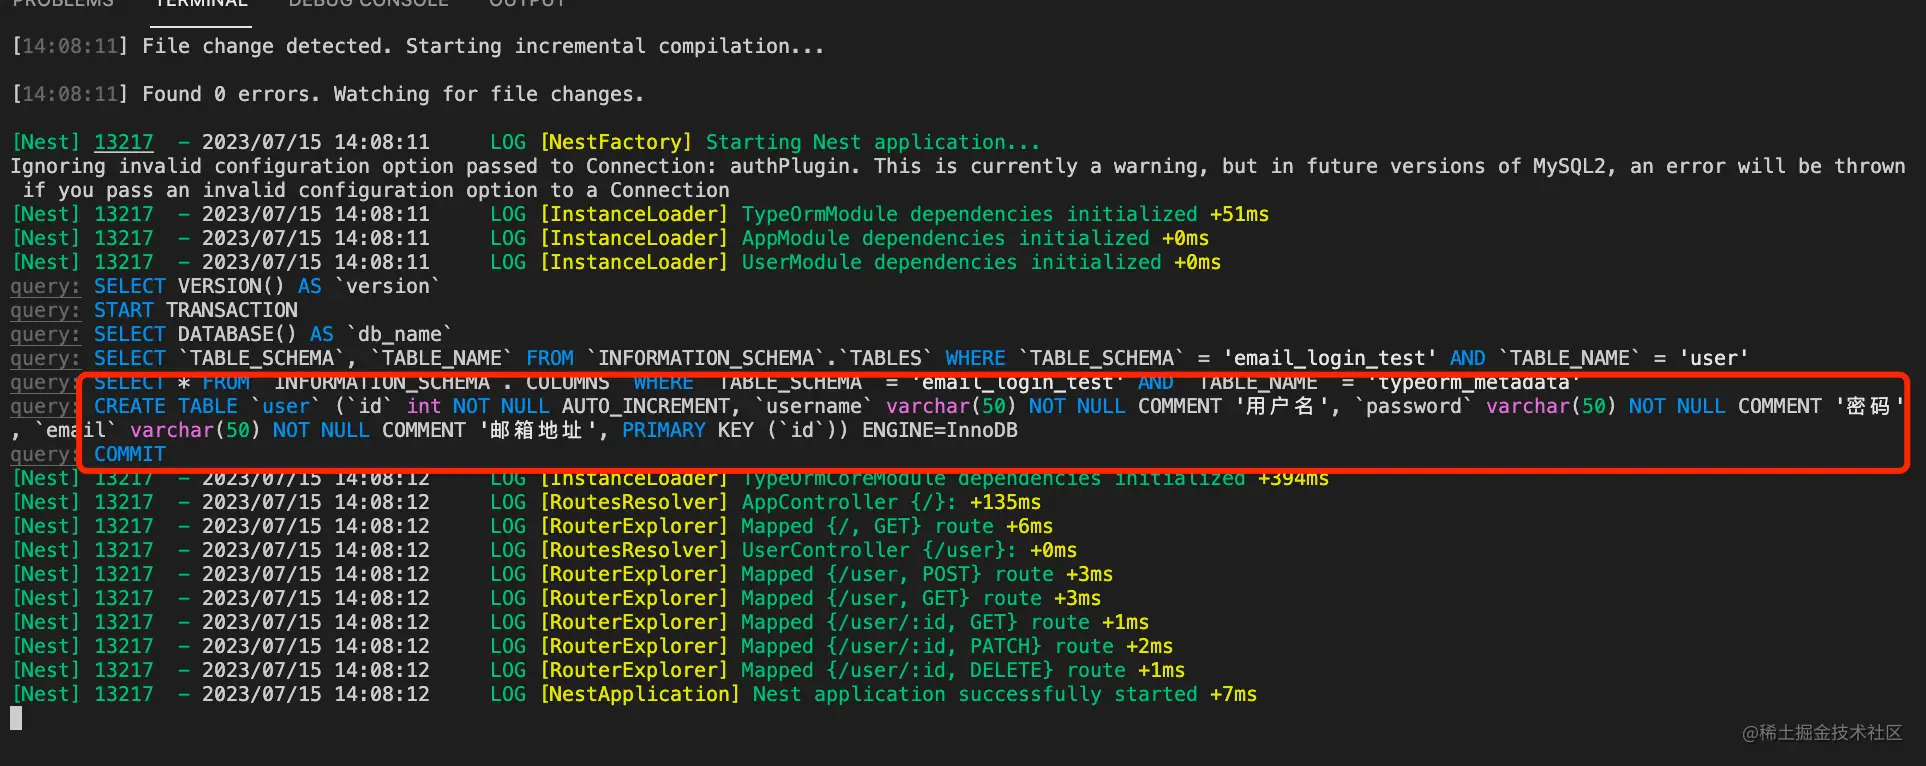 PROBLEMS TERMINAL DEBUG CONSOLE OUTPUT
[14:08:11] File change detected. Starting incremental compilation...
[14:08:11] Found 0 errors. Watching for file changes.
[Nest] 13217  - 2023/07/15 14:08:11     LOG [NestFactory] Starting Nest application...
Ignoring invalid configuration option passed to Connection: authPlugin. This is currently a warning, but in future versions of MySQL2, an error will be thrown
 if you pass an invalid configuration option to a Connection
[Nest] 13217  - 2023/07/15 14:08:11     LOG [InstanceLoader] TypeOrmModule dependencies initialized +51ms
[Nest] 13217  - 2023/07/15 14:08:11     LOG [InstanceLoader] AppModule dependencies initialized +0ms
[Nest] 13217  - 2023/07/15 14:08:11     LOG [InstanceLoader] UserModule dependencies initialized +0ms
query: SELECT VERSION() AS `version`
query: START TRANSACTION
query: SELECT DATABASE() AS `db_name`
query: SELECT `TABLE_SCHEMA`, `TABLE_NAME` FROM `INFORMATION_SCHEMA`.`TABLES` WHERE `TABLE_SCHEMA` = 'email_login_test' AND `TABLE_NAME` = 'user'
query: SELECT * FROM `INFORMATION_SCHEMA`.`COLUMNS` WHERE `TABLE_SCHEMA` = 'email_login_test' AND `TABLE_NAME` = 'typeorm_metadata'
query: CREATE TABLE `user` (`id` int NOT NULL AUTO_INCREMENT, `username` varchar(50) NOT NULL COMMENT '用户名', `password` varchar(50) NOT NULL COMMENT '密码'
, `email` varchar(50) NOT NULL COMMENT '邮箱地址', PRIMARY KEY (`id`)) ENGINE=InnoDB
query: COMMIT
[Nest] 13217  - 2023/07/15 14:08:12     LOG [InstanceLoader] TypeOrmCoreModule dependencies initialized +394ms
[Nest] 13217  - 2023/07/15 14:08:12     LOG [RoutesResolver] AppController {/}: +135ms
[Nest] 13217  - 2023/07/15 14:08:12     LOG [RouterExplorer] Mapped {/, GET} route +6ms
[Nest] 13217  - 2023/07/15 14:08:12     LOG [RoutesResolver] UserController {/user}: +0ms
[Nest] 13217  - 2023/07/15 14:08:12     LOG [RouterExplorer] Mapped {/user, POST} route +3ms
[Nest] 13217  - 2023/07/15 14:08:12     LOG [RouterExplorer] Mapped {/user, GET} route +3ms
[Nest] 13217  - 2023/07/15 14:08:12     LOG [RouterExplorer] Mapped {/user/:id, GET} route +1ms
[Nest] 13217  - 2023/07/15 14:08:12     LOG [RouterExplorer] Mapped {/user/:id, PATCH} route +2ms
[Nest] 13217  - 2023/07/15 14:08:12     LOG [RouterExplorer] Mapped {/user/:id, DELETE} route +1ms
[Nest] 13217  - 2023/07/15 14:08:12     LOG [NestApplication] Nest application successfully started +7ms
@稀土掘金技术社区